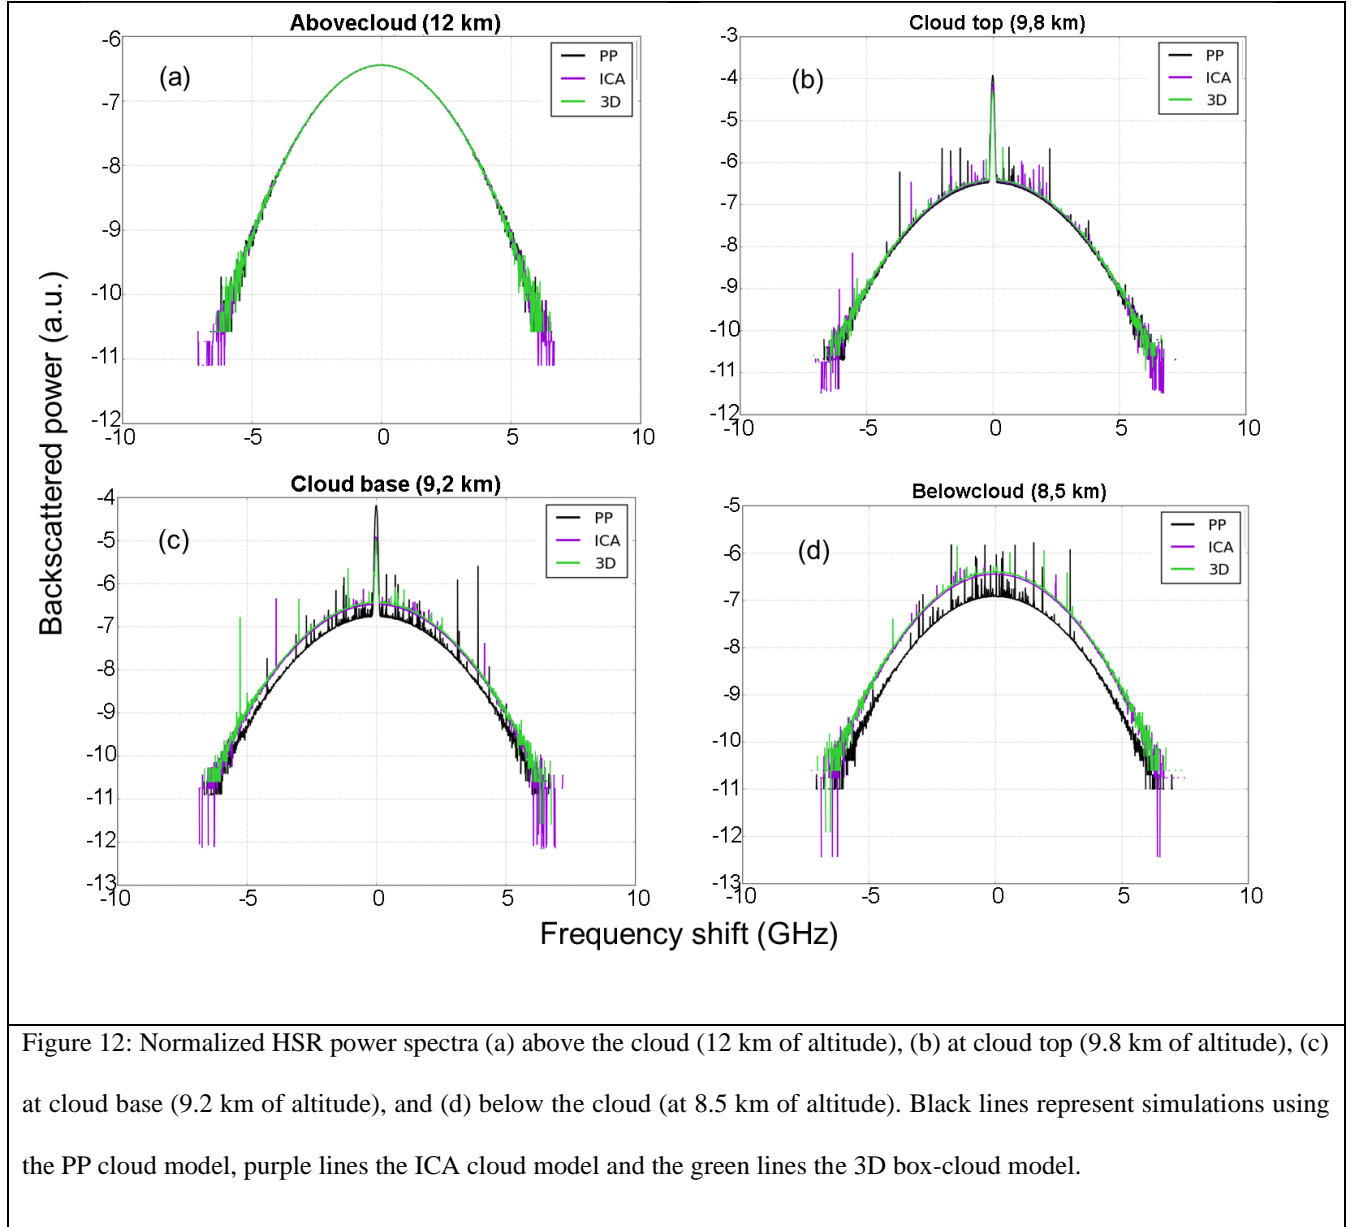 Abovecloud (12 km)
-6
-7
-8
-9
-10
-11
-12
-10
-5
0
5
10
(a)
PP
ICA
3D
Cloud top (9,8 km)
-3
-4
-5
-6
-7
-8
-9
-10
-11
-12
-10
-5
0
5
10
(b)
PP
ICA
3D
Backscattered power (a.u.)
Cloud base (9,2 km)
-4
-5
-6
-7
-8
-9
-10
-11
-12
-13
-10
-5
0
5
10
(c)
PP
ICA
3D
Belowcloud (8,5 km)
-5
-6
-7
-8
-9
-10
-11
-12
-13
-10
-5
0
5
10
(d)
PP
ICA
3D
Frequency shift (GHz)
Figure 12: Normalized HSR power spectra (a) above the cloud (12 km of altitude), (b) at cloud top (9.8 km of altitude), (c)
at cloud base (9.2 km of altitude), and (d) below the cloud (at 8.5 km of altitude). Black lines represent simulations using
the PP cloud model, purple lines the ICA cloud model and the green lines the 3D box-cloud model.